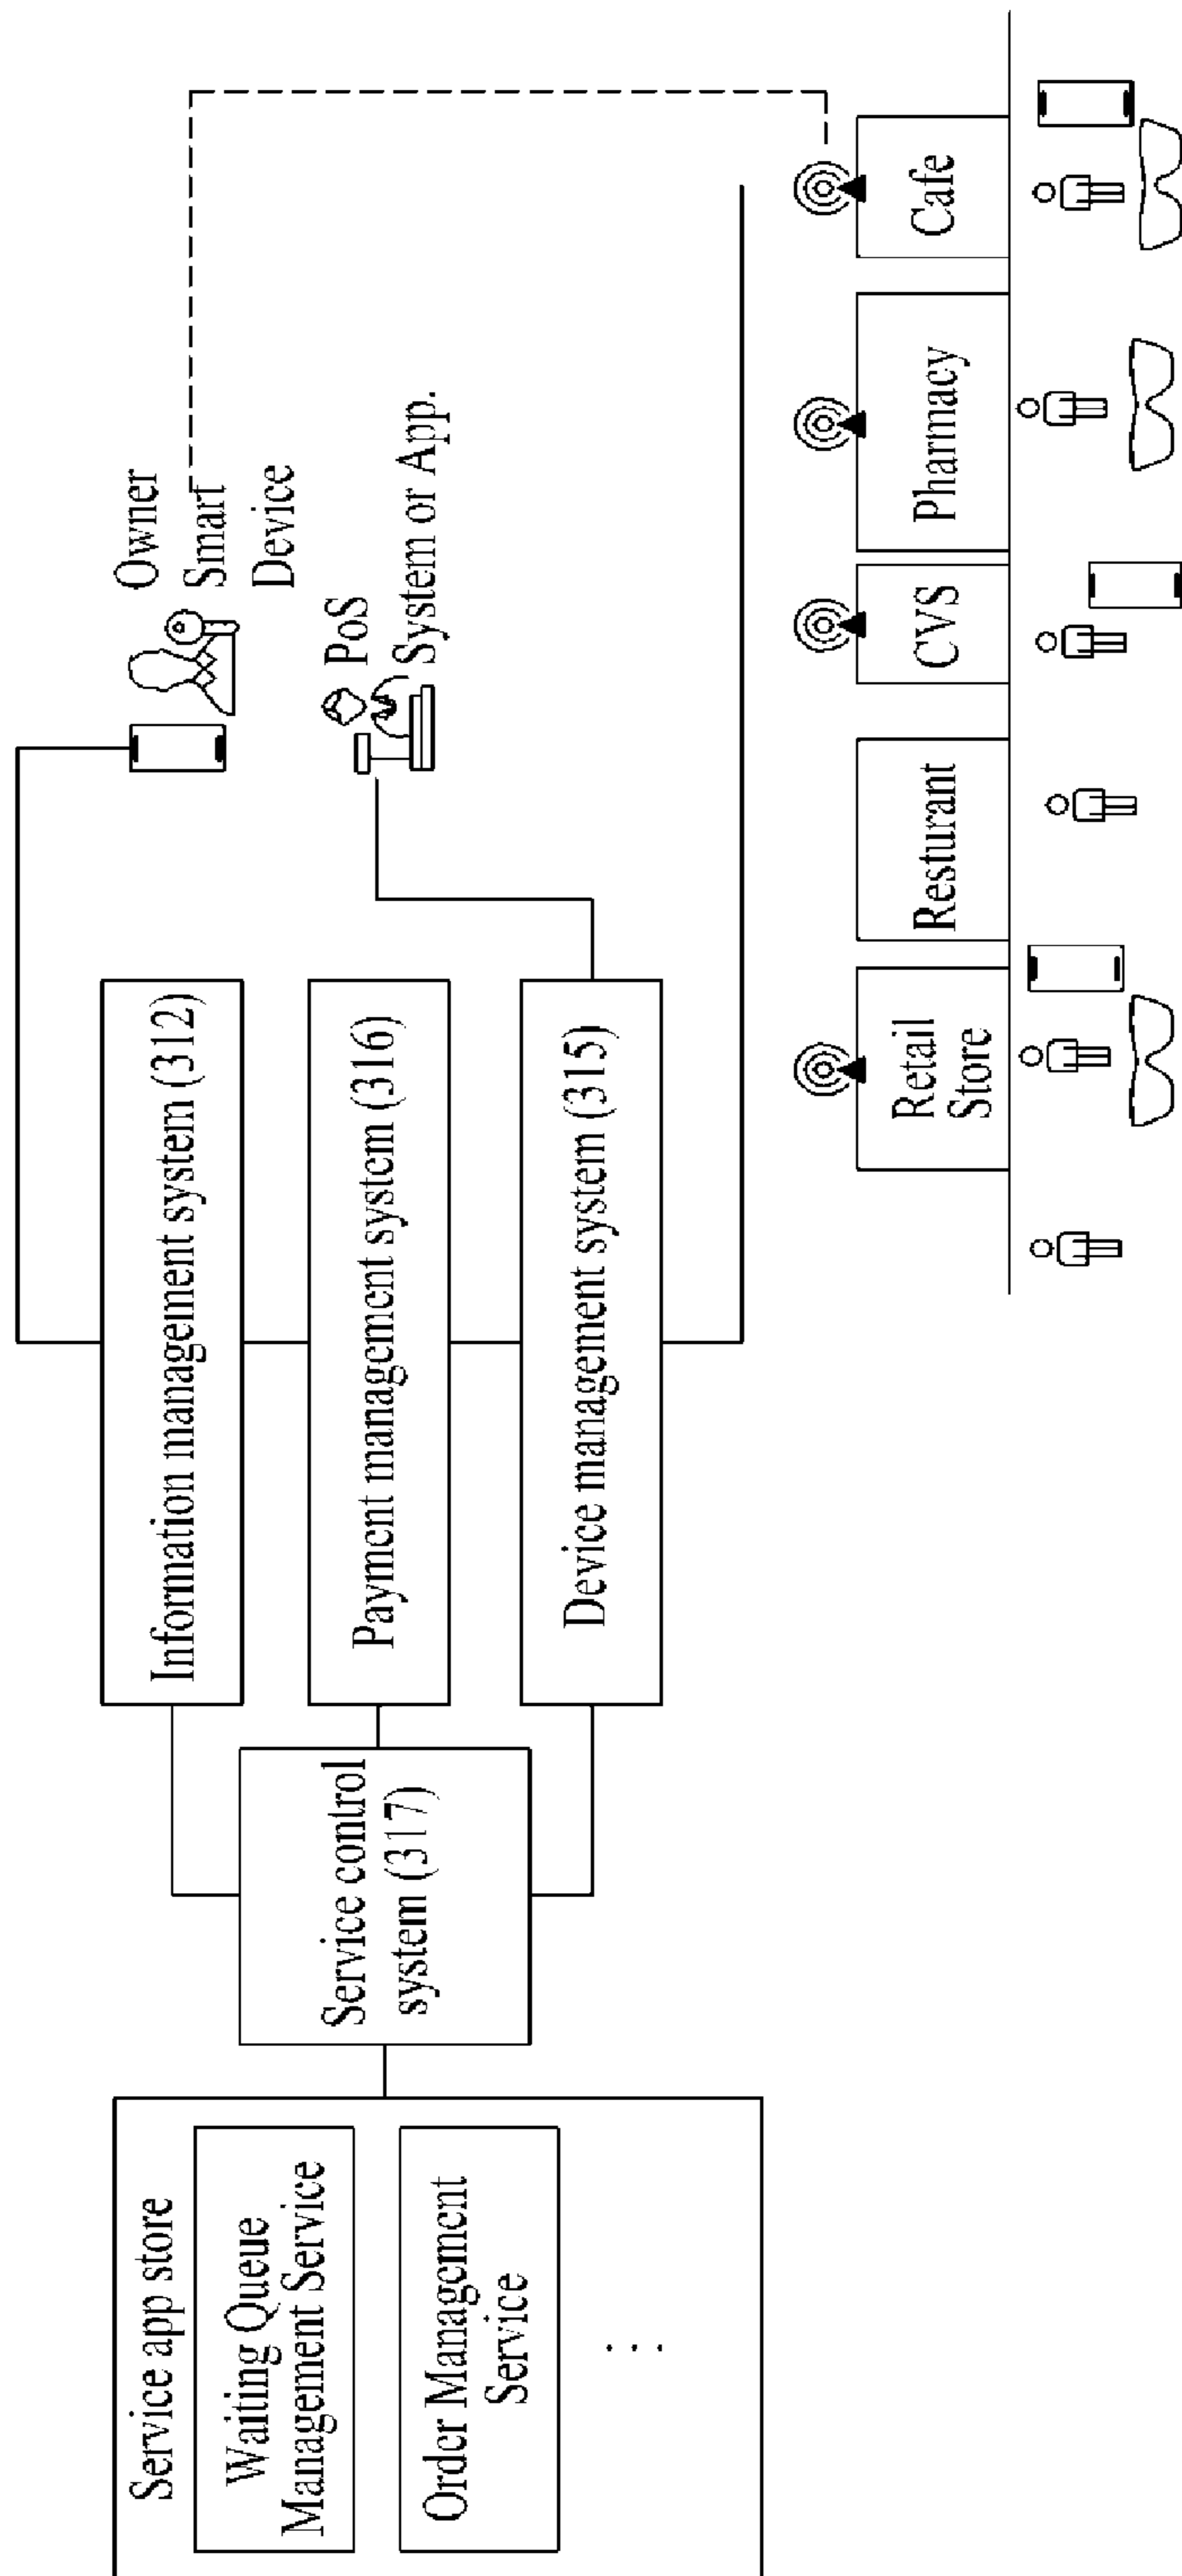 Service app store
Waiting Queue
Management Service
Order Management
Service
. . .
Service control
system (317)
Information management system (312)
Payment management system (316)
Device management system (315)
Owner
Smart
Device
PoS
System or App.
Retail
Store
Resturant
CVS
Pharmacy
Cafe